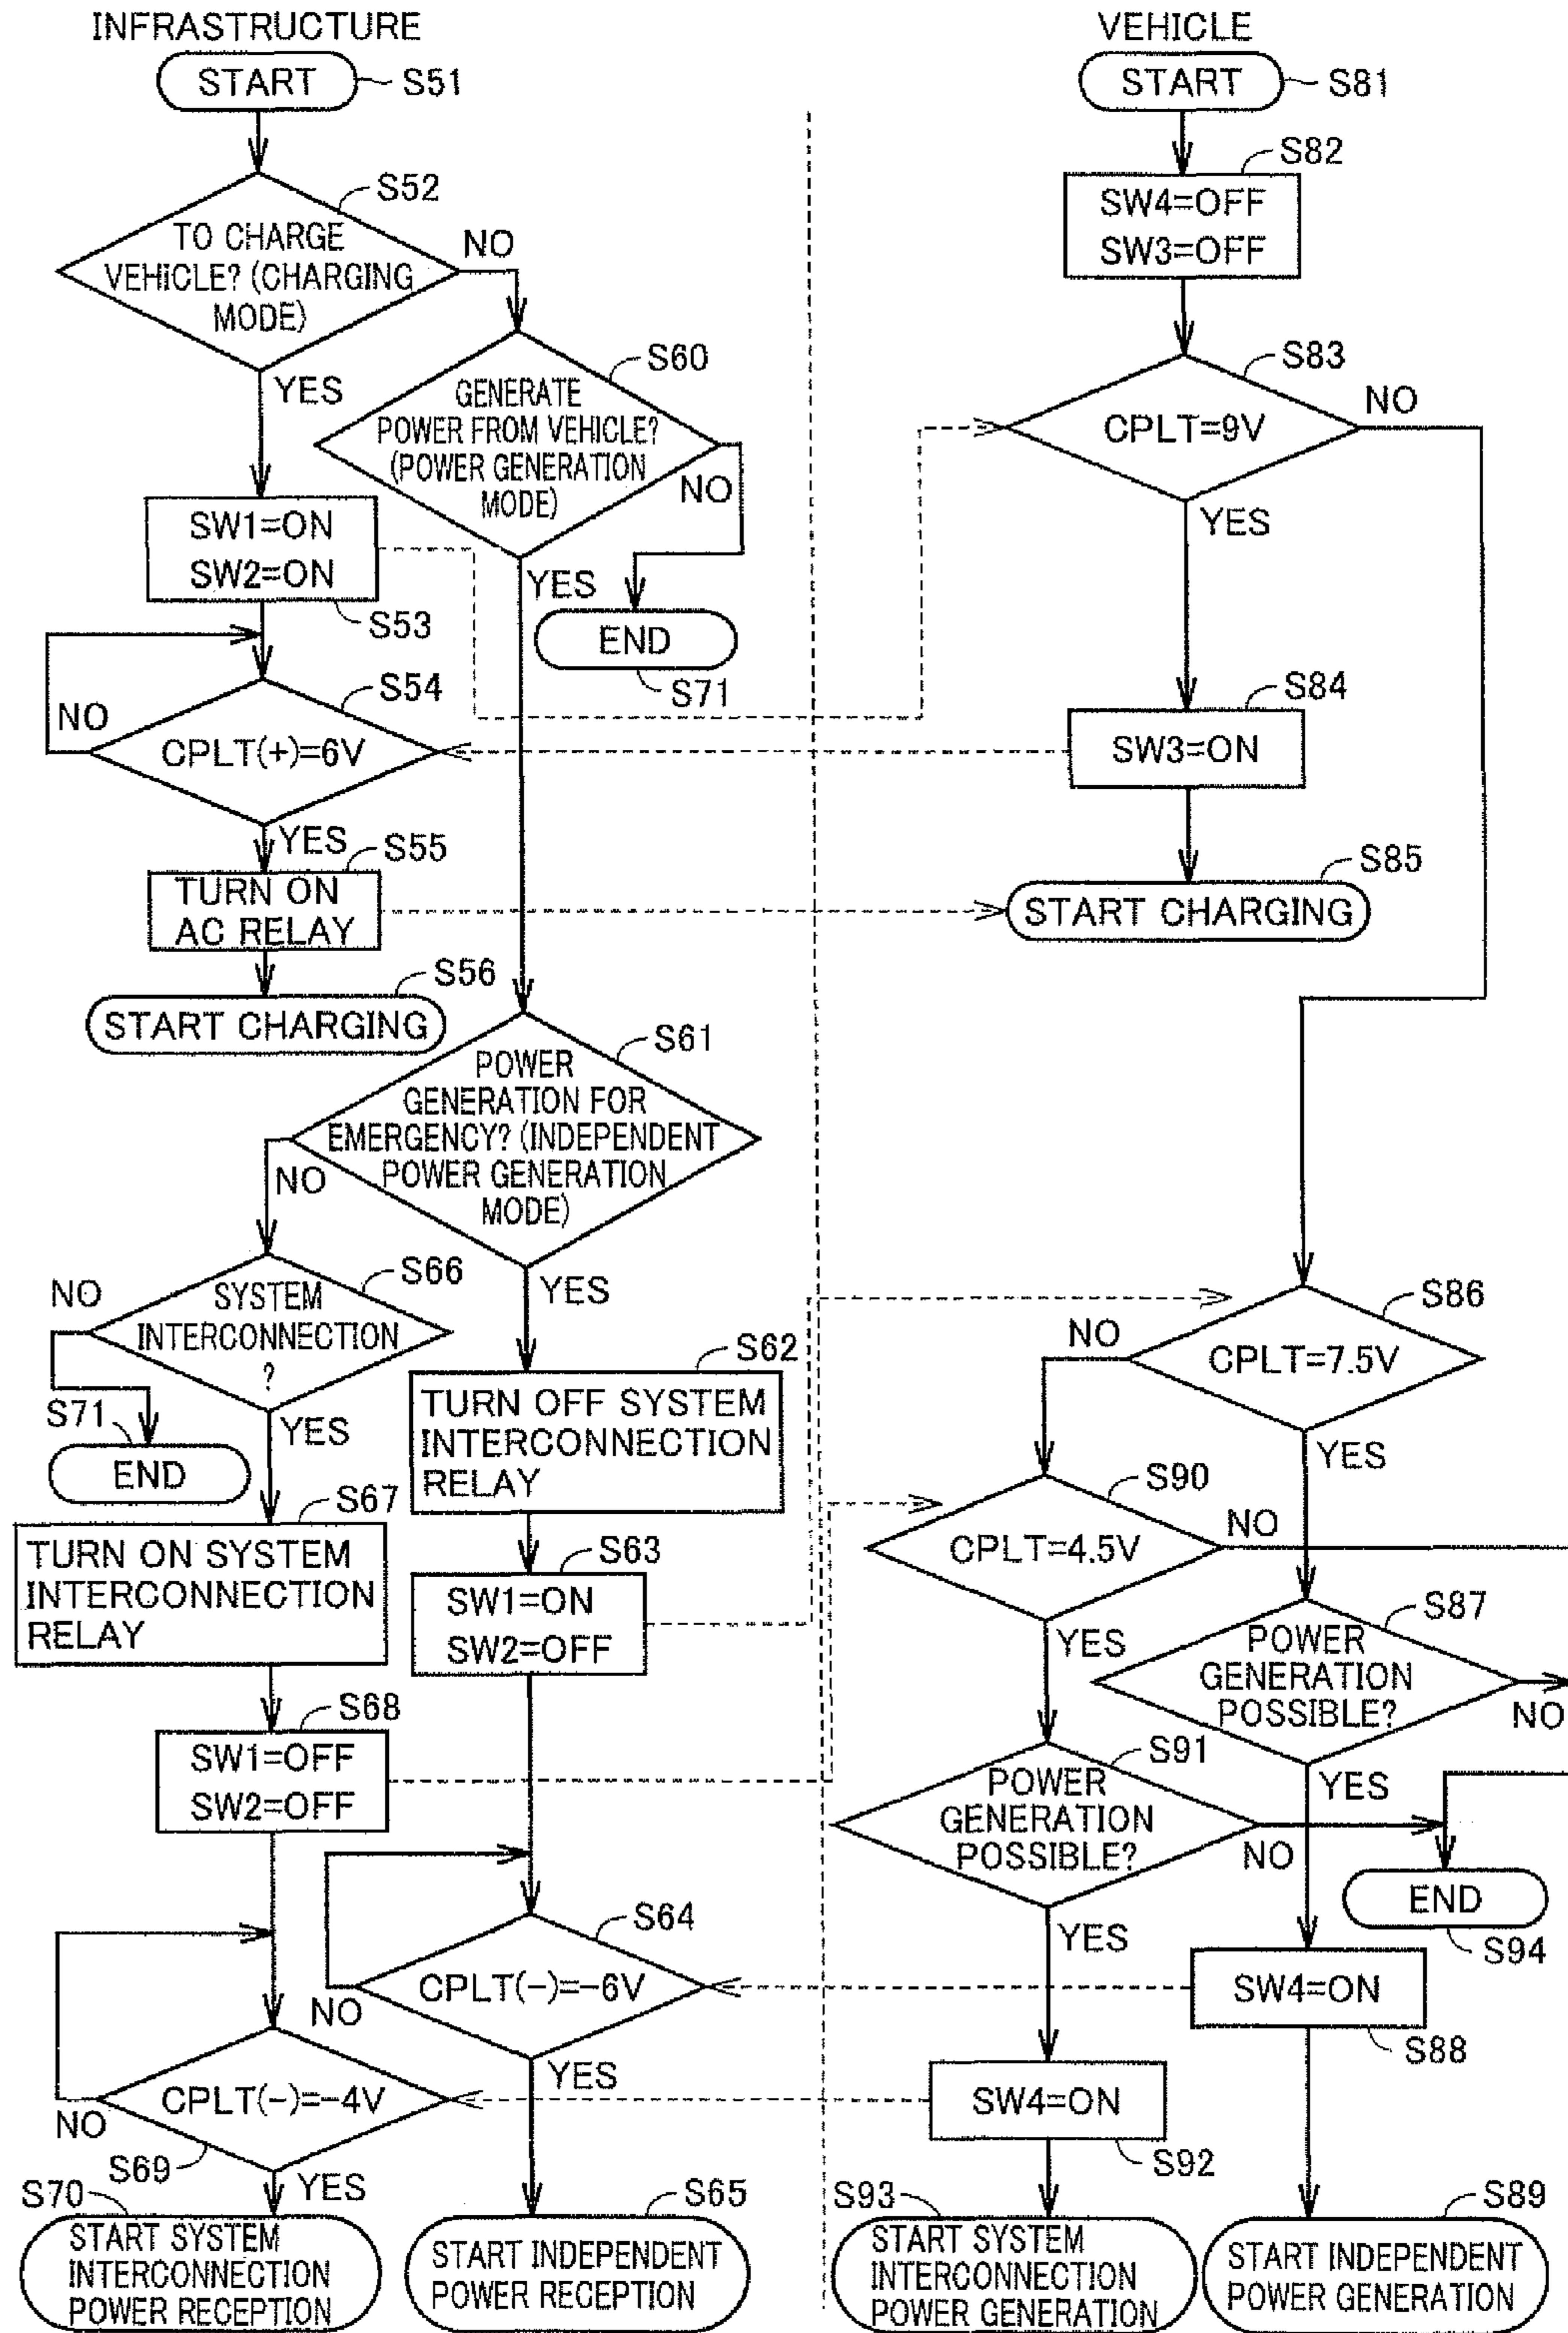 INFRASTRUCTURE
START
S51
S52
TO CHARGE
VEHICLE? (CHARGING
MODE)
NO
YES
S60
GENERATE
POWER FROM VEHICLE?
(POWER GENERATION
MODE)
NO
YES
END
S71
SW1=ON
SW2=ON
S53
S54
NO
CPLT(+)=6V
YES
S55
TURN ON
AC RELAY
S56
START CHARGING
S61
POWER
GENERATION FOR
EMERGENCY? (INDEPENDENT
POWER GENERATION
MODE)
NO
YES
S66
NO
SYSTEM
INTERCONNECTION
?
S71
END
YES
S62
TURN OFF SYSTEM
INTERCONNECTION
RELAY
S67
TURN ON SYSTEM
INTERCONNECTION
RELAY
S63
SW1=ON
SW2=OFF
S68
SW1=OFF
SW2=OFF
S64
CPLT(−)=−6V
NO
YES
CPLT(−)=−4V
NO
S69
YES
S70
START SYSTEM
INTERCONNECTION
POWER RECEPTION
S65
START INDEPENDENT
POWER RECEPTION
VEHICLE
START
S81
S82
SW4=OFF
SW3=OFF
S83
NO
CPLT=9V
YES
S84
SW3=ON
S85
START CHARGING
S86
NO
CPLT=7.5V
YES
S90
NO
CPLT=4.5V
YES
S87
POWER
GENERATION
POSSIBLE?
NO
YES
S91
POWER
GENERATION
POSSIBLE?
NO
YES
END
S94
SW4=ON
S88
SW4=ON
S92
S93
START SYSTEM
INTERCONNECTION
POWER GENERATION
S89
START INDEPENDENT
POWER GENERATION